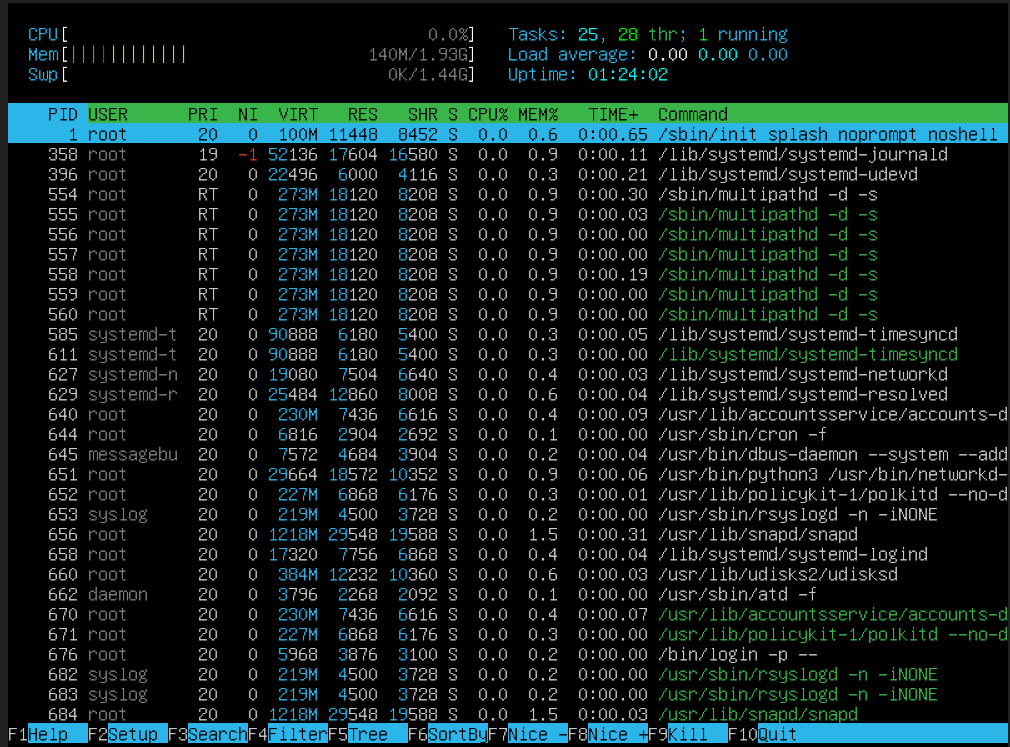 CPU[ 0.0%] Tasks: 25, 28 thr; 1 running
Mem[|||||||||||| 140M/1.93G] Load average: 0.00 0.00 0.00
Swp[ 0K/1.44G] Uptime: 01:24:02
PID USER PRI NI VIRT RES SHR S CPU% MEM% TIME+ Command
1 root 20 0 100M 11448 8452 S 0.0 0.6 0:00.65 /sbin/init splash noprompt noshell
358 root 19 -1 52136 17604 16580 S 0.0 0.9 0:00.11 /lib/systemd/systemd-journald
396 root 20 0 22496 6000 4116 S 0.0 0.3 0:00.21 /lib/systemd/systemd-udevd
554 root RT 0 273M 18120 8208 S 0.0 0.9 0:00.30 /sbin/multipathd -d -s
555 root RT 0 273M 18120 8208 S 0.0 0.9 0:00.03 /sbin/multipathd -d -s
556 root RT 0 273M 18120 8208 S 0.0 0.9 0:00.00 /sbin/multipathd -d -s
557 root RT 0 273M 18120 8208 S 0.0 0.9 0:00.00 /sbin/multipathd -d -s
558 root RT 0 273M 18120 8208 S 0.0 0.9 0:00.19 /sbin/multipathd -d -s
559 root RT 0 273M 18120 8208 S 0.0 0.9 0:00.00 /sbin/multipathd -d -s
560 root RT 0 273M 18120 8208 S 0.0 0.9 0:00.00 /sbin/multipathd -d -s
585 systemd-t 20 0 90888 6180 5400 S 0.0 0.3 0:00.05 /lib/systemd/systemd-timesyncd
611 systemd-t 20 0 90888 6180 5400 S 0.0 0.3 0:00.00 /lib/systemd/systemd-timesyncd
627 systemd-n 20 0 19080 7504 6640 S 0.0 0.4 0:00.03 /lib/systemd/systemd-networkd
629 systemd-r 20 0 25484 12860 8008 S 0.0 0.6 0:00.04 /lib/systemd/systemd-resolved
640 root 20 0 230M 7436 6616 S 0.0 0.4 0:00.09 /usr/lib/accountsservice/accounts-d
644 root 20 0 6816 2904 2692 S 0.0 0.1 0:00.00 /usr/sbin/cron -f
645 messagebu 20 0 7572 4684 3904 S 0.0 0.2 0:00.04 /usr/bin/dbus-daemon --system --add
651 root 20 0 29664 18572 10352 S 0.0 0.9 0:00.06 /usr/bin/python3 /usr/bin/networkd-
652 root 20 0 227M 6868 6176 S 0.0 0.3 0:00.01 /usr/lib/policykit-1/polkitd --no-d
653 syslog 20 0 219M 4500 3728 S 0.0 0.2 0:00.00 /usr/sbin/rsyslogd -n -iNONE
656 root 20 0 1218M 29548 19588 S 0.0 1.5 0:00.31 /usr/lib/snapd/snapd
658 root 20 0 17320 7756 6868 S 0.0 0.4 0:00.04 /lib/systemd/systemd-logind
660 root 20 0 384M 12232 10360 S 0.0 0.6 0:00.03 /usr/lib/udisks2/udisksd
662 daemon 20 0 3796 2268 2092 S 0.0 0.1 0:00.00 /usr/sbin/atd -f
670 root 20 0 230M 7436 6616 S 0.0 0.4 0:00.07 /usr/lib/accountsservice/accounts-d
671 root 20 0 227M 6868 6176 S 0.0 0.3 0:00.00 /usr/lib/policykit-1/polkitd --no-d
676 root 20 0 5968 3876 3100 S 0.0 0.2 0:00.00 /bin/login -p --
682 syslog 20 0 219M 4500 3728 S 0.0 0.2 0:00.00 /usr/sbin/rsyslogd -n -iNONE
683 syslog 20 0 219M 4500 3728 S 0.0 0.2 0:00.00 /usr/sbin/rsyslogd -n -iNONE
684 root 20 0 1218M 29548 19588 S 0.0 1.5 0:00.03 /usr/lib/snapd/snapd
F1Help F2Setup F3SearchF4FilterF5Tree F6SortByF7Nice -F8Nice +F9Kill F10Quit